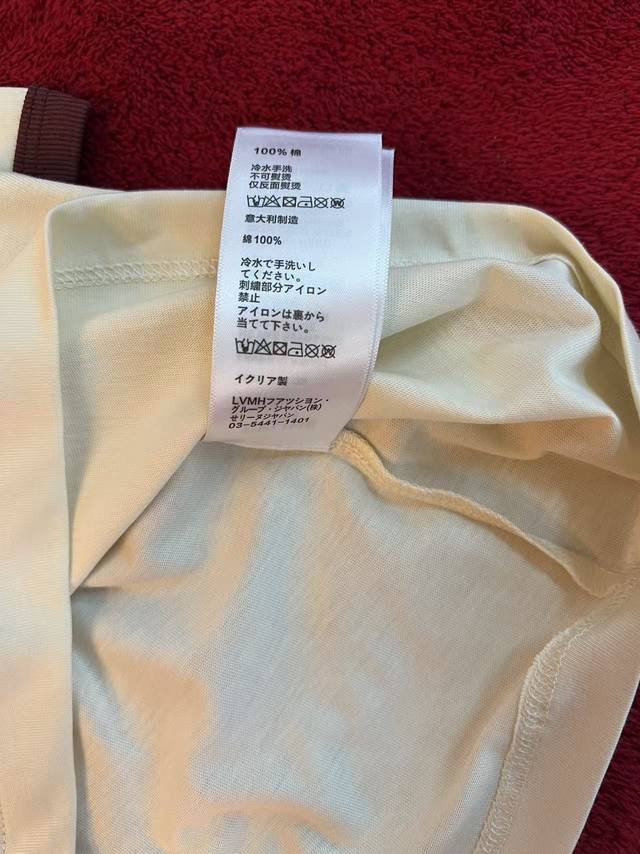 100% 棉
冷水手洗
不可熨烫
仅反面熨烫
意大利制造
綿100%
冷水で手洗いし
てください。
刺繍部分アイロン
禁止
アイロンは裏から
当てて下さい。
イクリア製
LVMHファツション・
グループ・ジャパン(株)
せリーヌジャパン
03-5441-1401